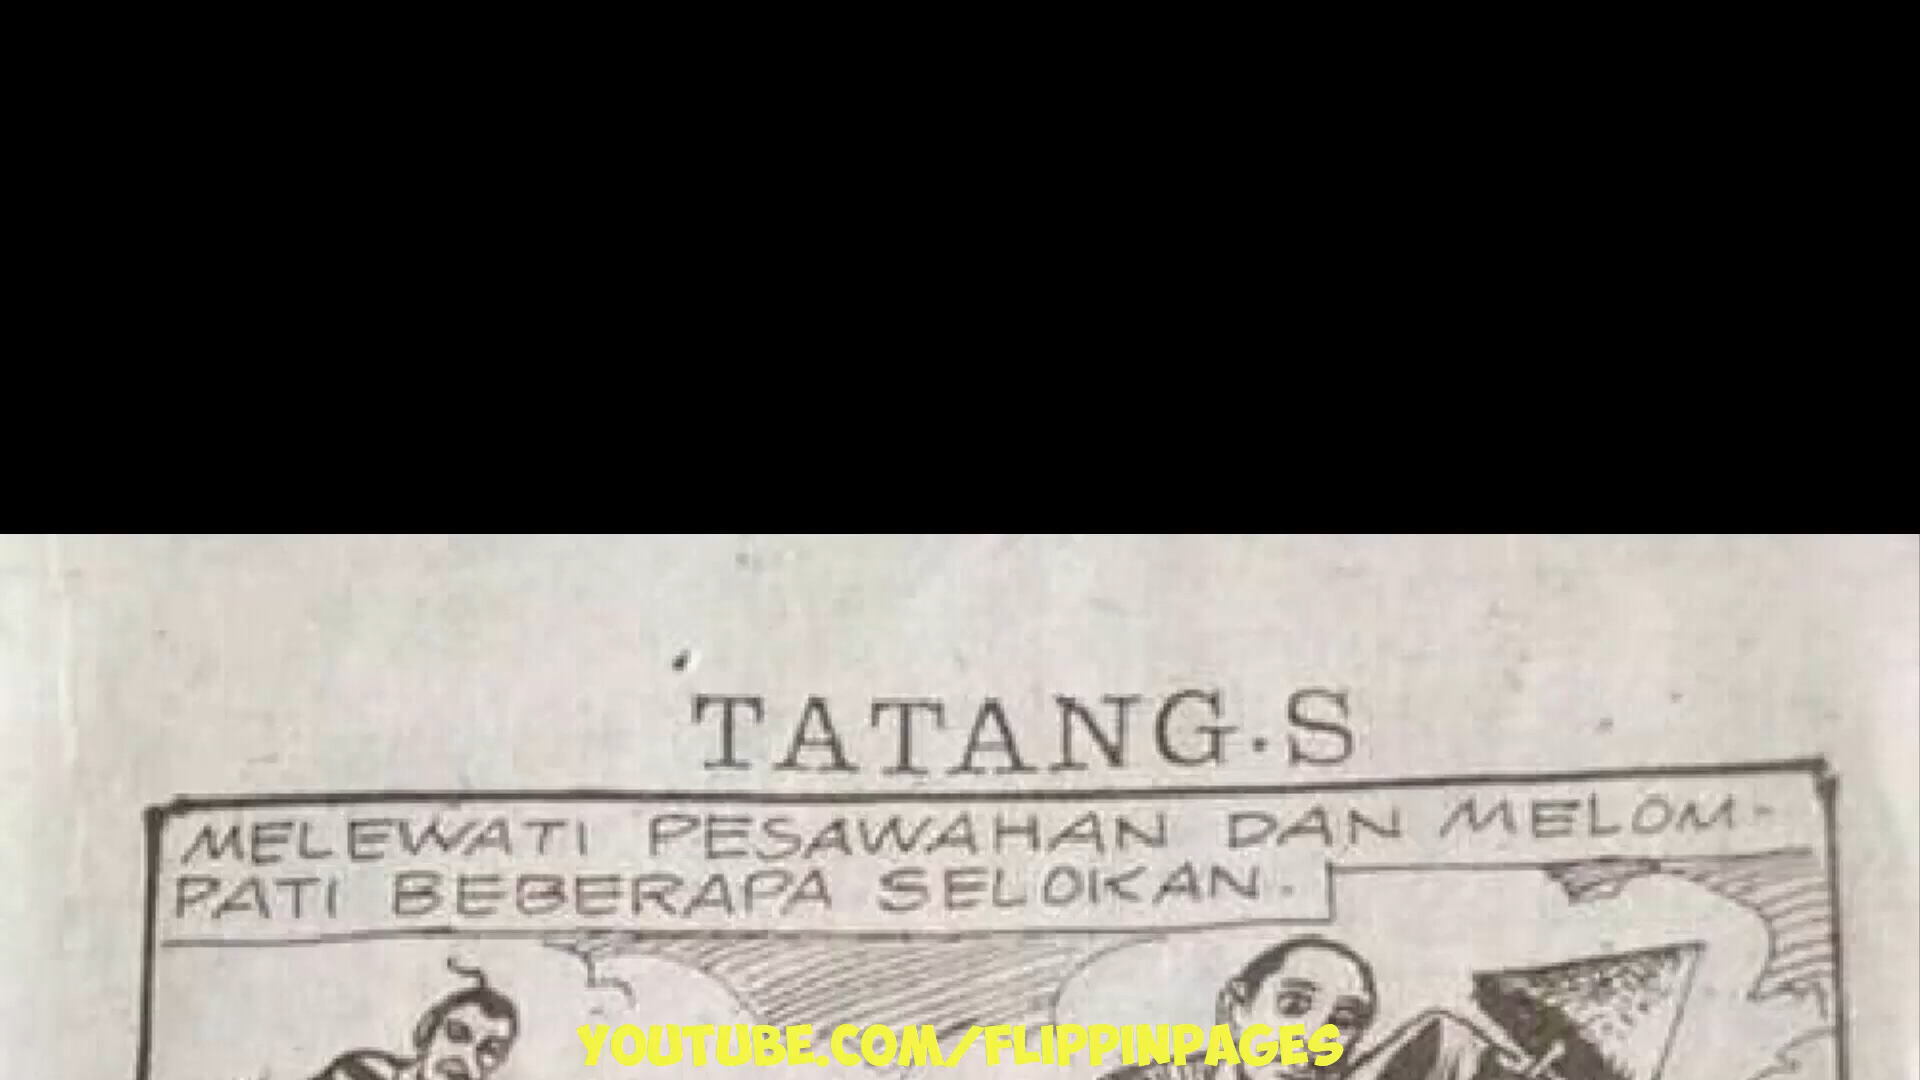 TATANG.S
MELEWATI PESAWAHAN DAN MELOM-
PATI BEBERAPA SELOKAN.
YOUTUBE.COM/FLIPPINPAGES